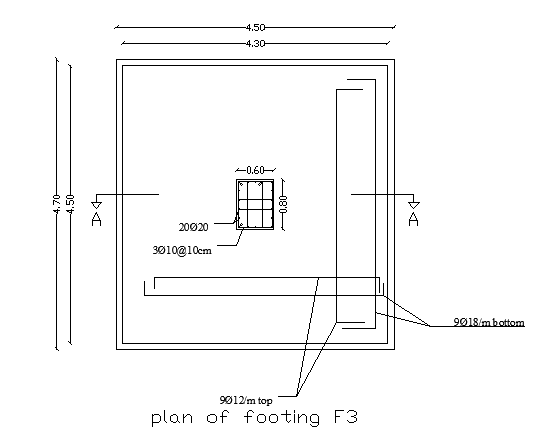 4.50
4.30
0.60
4.70
4.50
0.80
A
A
20Ø20
3Ø10@10cm
9Ø18/m bottom
9Ø12/m top
plan of footing F3